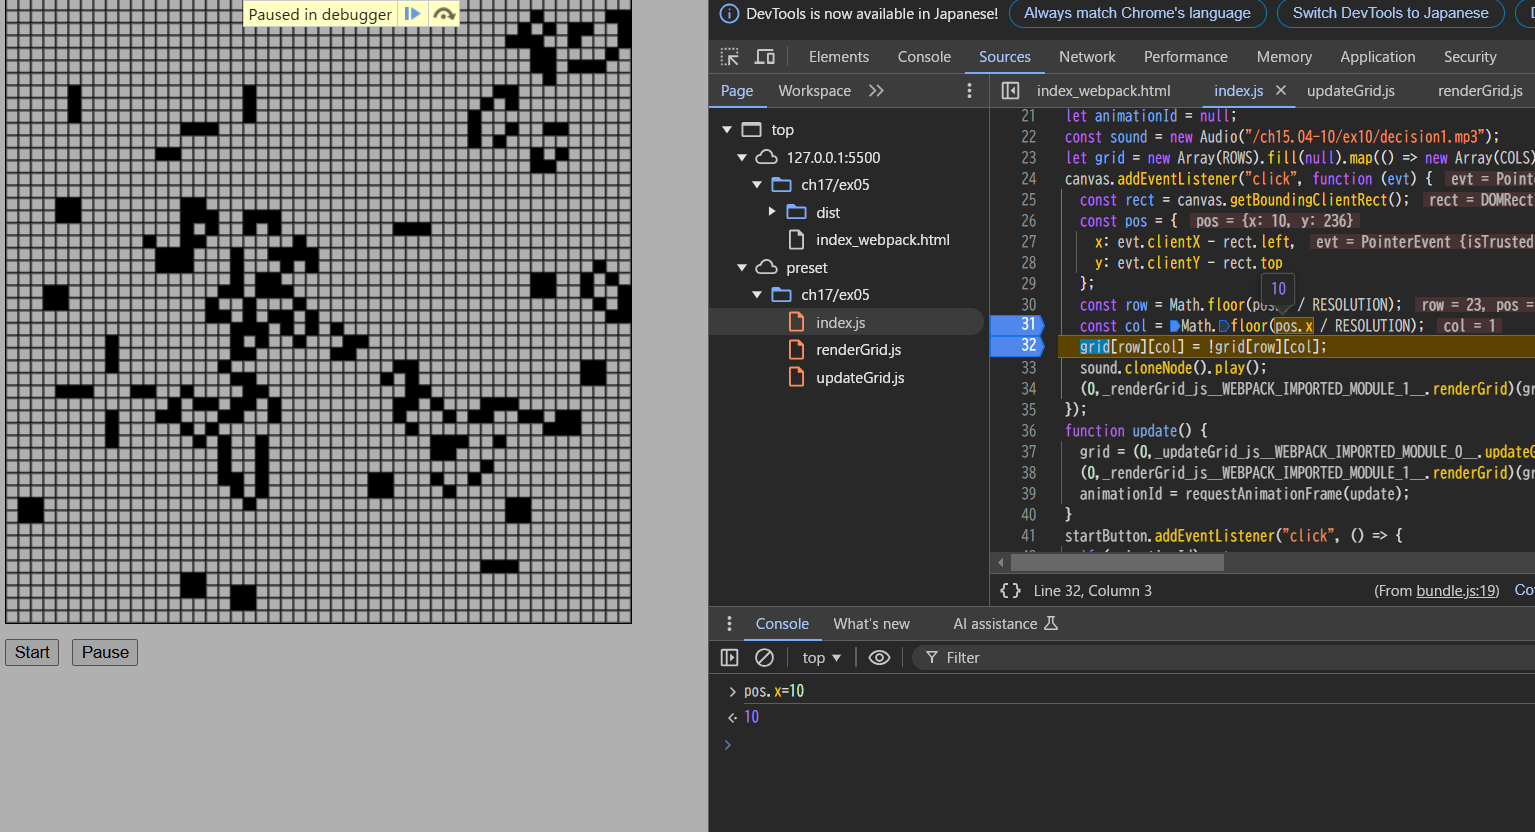 Paused in debugger
Start
Pause
DevTools is now available in Japanese!
Always match Chrome's language
Switch DevTools to Japanese
Elements
Console
Sources
Network
Performance
Memory
Application
Security
Page
Workspace
top
127.0.0.1:5500
ch17/ex05
dist
index_webpack.html
preset
ch17/ex05
index.js
renderGrid.js
updateGrid.js
index_webpack.html
index.js
updateGrid.js
renderGrid.js
21 let animationId = null;
22 const sound = new Audio("/ch15.04-10/ex10/decision1.mp3");
23 let grid = new Array(ROWS).fill(null).map(() => new Array(COLS)
24 canvas.addEventListener("click", function (evt) { evt = Pointe
25 const rect = canvas.getBoundingClientRect(); rect = DOMRect
26 const pos = { pos = {x: 10, y: 236}
27 x: evt.clientX - rect.left, evt = PointerEvent {isTrusted
28 y: evt.clientY - rect.top
29 };
10
30 const row = Math.floor(pos. / RESOLUTION); row = 23, pos =
31 const col = Math.floor(pos.x / RESOLUTION); col = 1
32 grid[row][col] = !grid[row][col];
33 sound.cloneNode().play();
34 (0,_renderGrid_js__WEBPACK_IMPORTED_MODULE_1__.renderGrid)(gr
35 });
36 function update() {
37 grid = (0,_updateGrid_js__WEBPACK_IMPORTED_MODULE_0__.updateG
38 (0,_renderGrid_js__WEBPACK_IMPORTED_MODULE_1__.renderGrid)(gr
39 animationId = requestAnimationFrame(update);
40 }
41 startButton.addEventListener("click", () => {
{} Line 32, Column 3
(From bundle.js:19)
Co
Console
What's new
AI assistance
top
Filter
pos.x=10
10